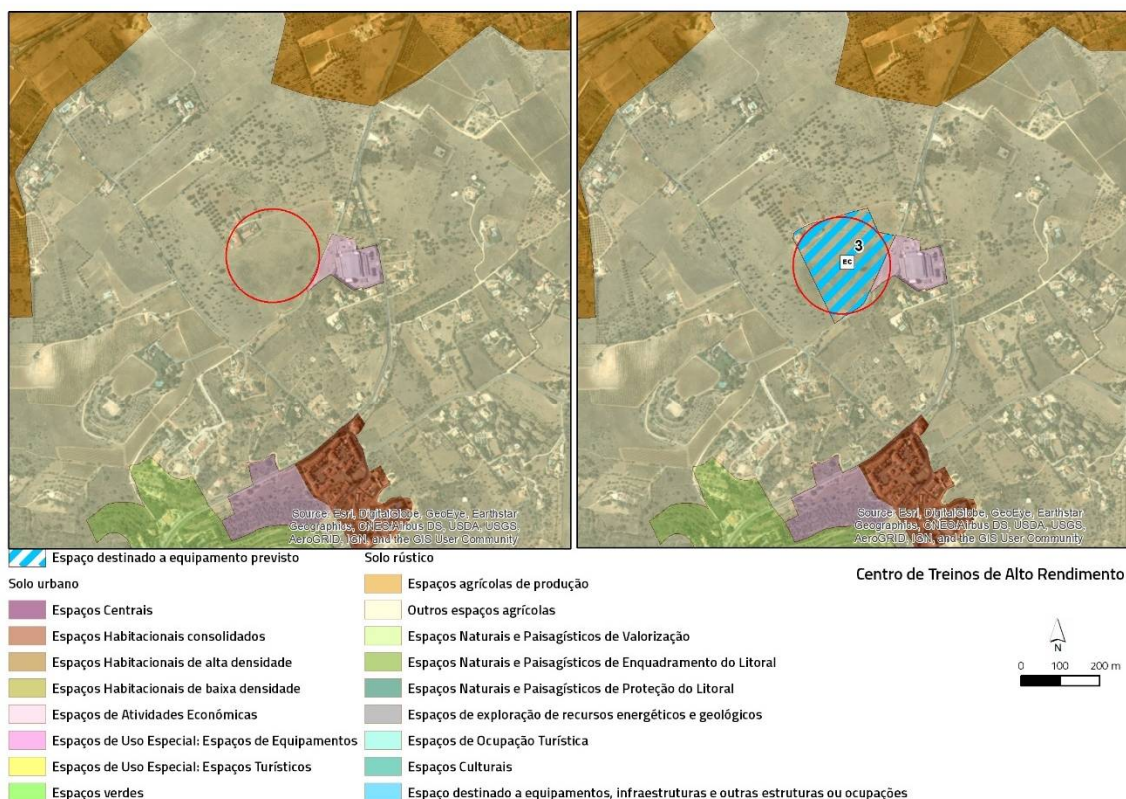 Source: Esri, DigitalGlobe, GeoEye, Earthstar
Geographics, CNES/Airbus DS, USDA, USGS,
AeroGRID, IGN, and the GIS User Community
3
EC
Source: Esri, DigitalGlobe, GeoEye, Earthstar
Geographics, CNES/Airbus DS, USDA, USGS,
AeroGRID, IGN, and the GIS User Community
Espaço destinado a equipamento previsto
Solo urbano
Espaços Centrais
Espaços Habitacionais consolidados
Espaços Habitacionais de alta densidade
Espaços Habitacionais de baixa densidade
Espaços de Atividades Económicas
Espaços de Uso Especial: Espaços de Equipamentos
Espaços de Uso Especial: Espaços Turísticos
Espaços verdes
Solo rústico
Espaços agrícolas de produção
Outros espaços agrícolas
Espaços Naturais e Paisagísticos de Valorização
Espaços Naturais e Paisagísticos de Enquadramento do Litoral
Espaços Naturais e Paisagísticos de Proteção do Litoral
Espaços de exploração de recursos energéticos e geológicos
Espaços de Ocupação Turística
Espaços Culturais
Espaço destinado a equipamentos, infraestruturas e outras estruturas ou ocupações
Centro de Treinos de Alto Rendimento
N
0 100 200 m